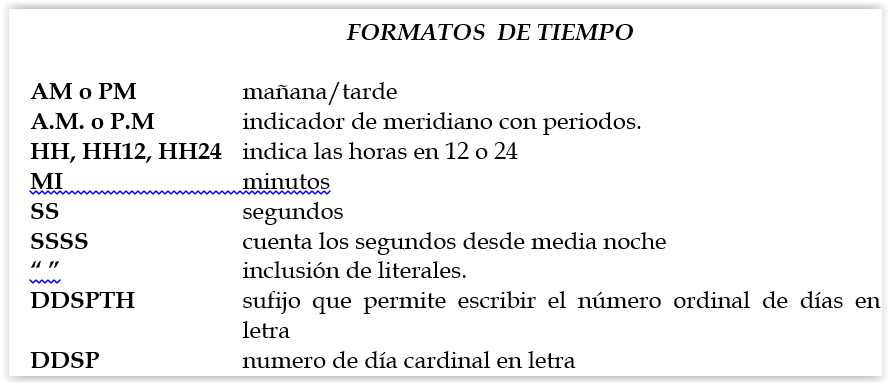 FORMATOS DE TIEMPO
AM o PM mañana/tarde
A.M. o P.M indicador de meridiano con periodos.
HH, HH12, HH24 indica las horas en 12 o 24
MI minutos
SS segundos
SSSS cuenta los segundos desde media noche
“ ” inclusión de literales.
DDSPTH sufijo que permite escribir el número ordinal de días en
letra
DDSP numero de día cardinal en letra